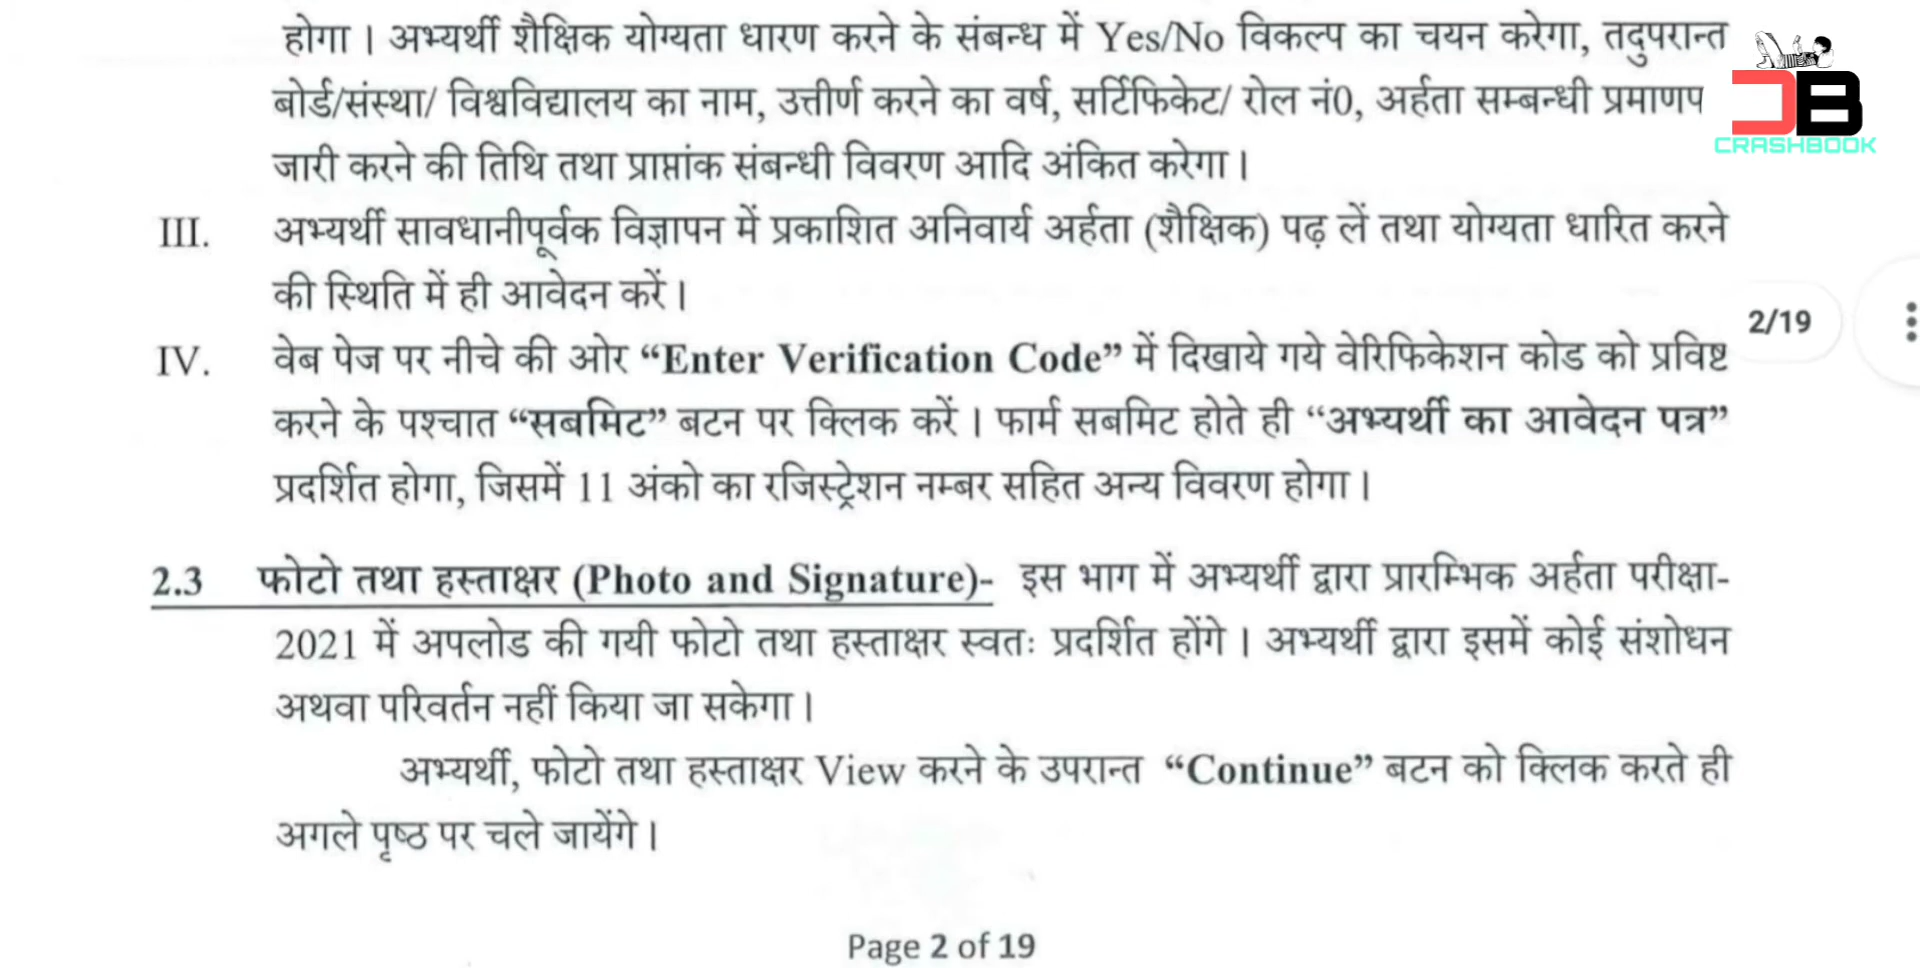 होगा। अभ्यर्थी शैक्षिक योग्यता धारण करने के संबन्ध में Yes/No विकल्प का चयन करेगा, तदुपरान्त
बोर्ड/संस्था/ विश्वविद्यालय का नाम, उत्तीर्ण करने का वर्ष, सर्टिफिकेट/ रोल नं0, अर्हता सम्बन्धी प्रमाणप
जारी करने की तिथि तथा प्राप्तांक संबन्धी विवरण आदि अंकित करेगा।
CRASHBOOK
III. अभ्यर्थी सावधानीपूर्वक विज्ञापन में प्रकाशित अनिवार्य अर्हता (शैक्षिक) पढ़ लें तथा योग्यता धारित करने
की स्थिति में ही आवेदन करें।
2/19
IV. वेब पेज पर नीचे की ओर “Enter Verification Code” में दिखाये गये वेरिफिकेशन कोड को प्रविष्ट
करने के पश्चात “सबमिट” बटन पर क्लिक करें। फार्म सबमिट होते ही “अभ्यर्थी का आवेदन पत्र”
प्रदर्शित होगा, जिसमें 11 अंको का रजिस्ट्रेशन नम्बर सहित अन्य विवरण होगा।
2.3 फोटो तथा हस्ताक्षर (Photo and Signature)- इस भाग में अभ्यर्थी द्वारा प्रारम्भिक अर्हता परीक्षा-
2021 में अपलोड की गयी फोटो तथा हस्ताक्षर स्वतः प्रदर्शित होंगे। अभ्यर्थी द्वारा इसमें कोई संशोधन
अथवा परिवर्तन नहीं किया जा सकेगा।
अभ्यर्थी, फोटो तथा हस्ताक्षर View करने के उपरान्त “Continue” बटन को क्लिक करते ही
अगले पृष्ठ पर चले जायेंगे।
Page 2 of 19